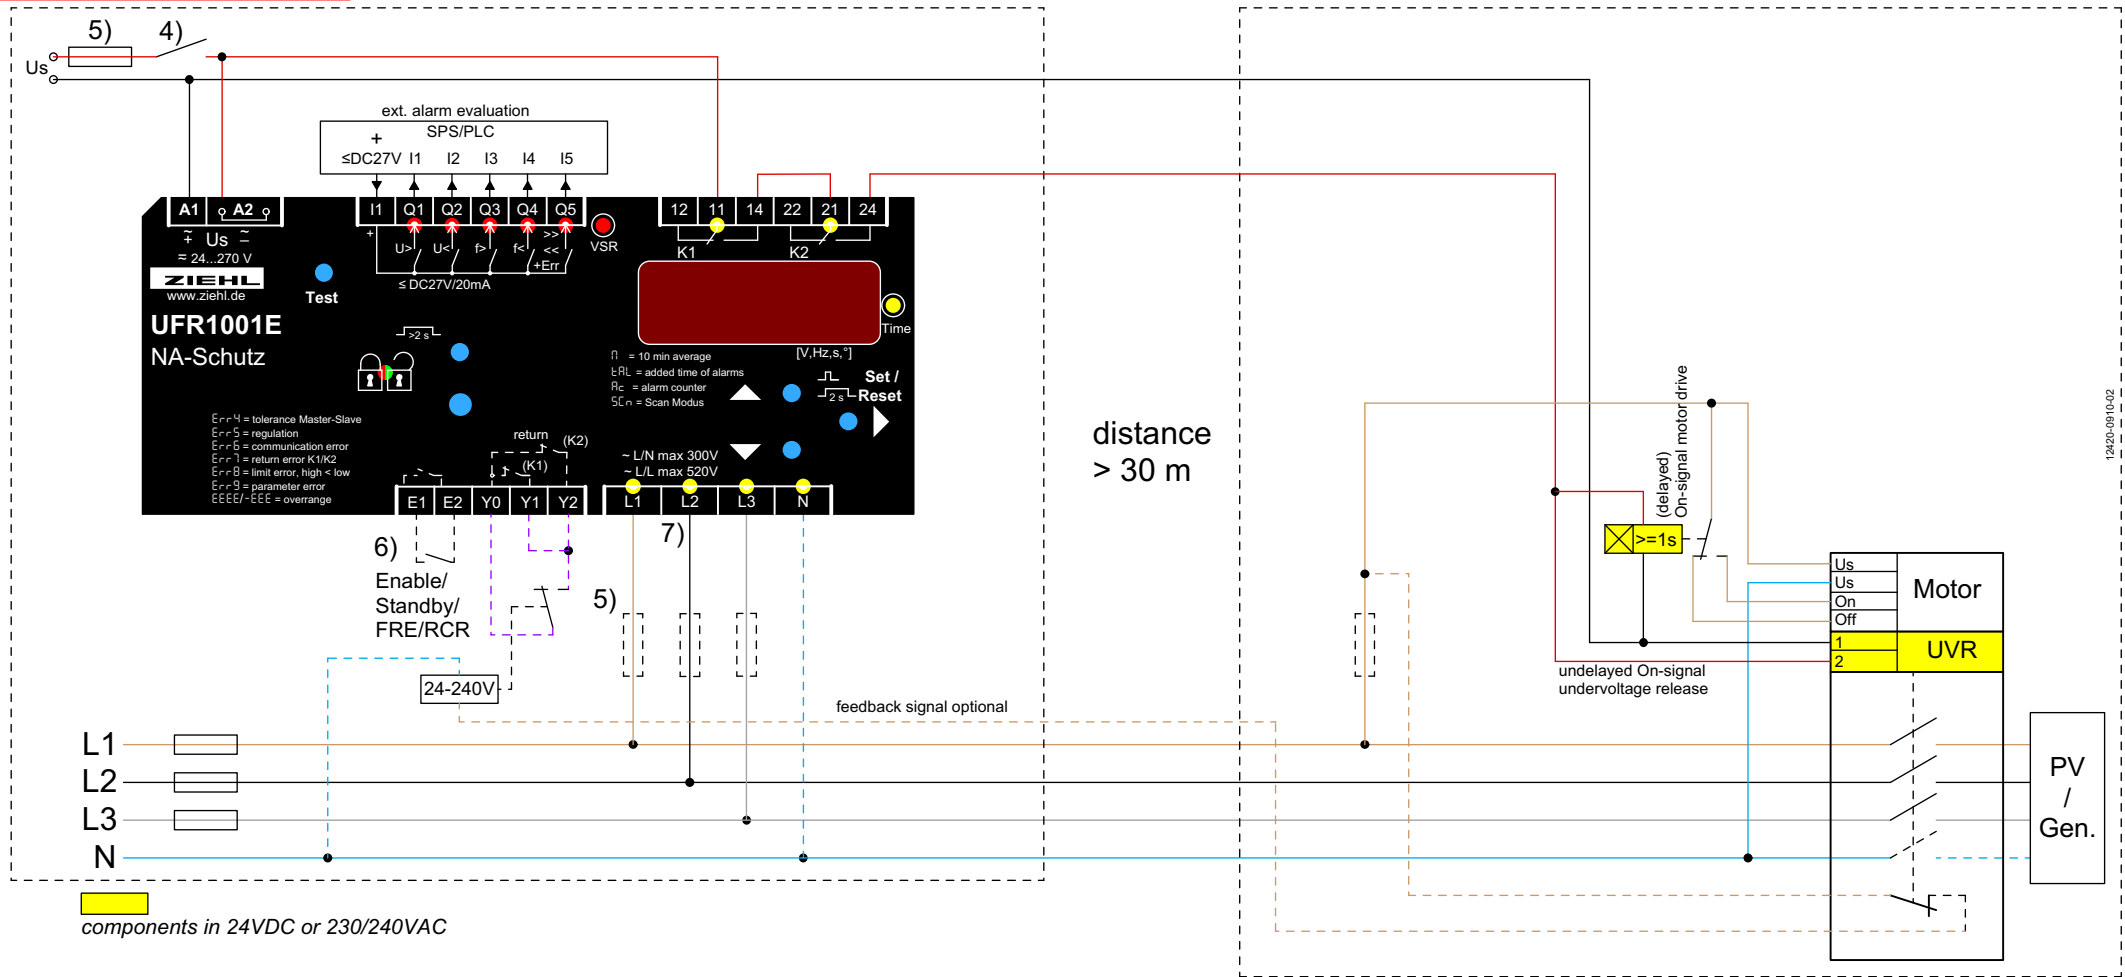 5) 4)
Us
ext. alarm evaluation
SPS/PLC
+
≤DC27V I1 I2 I3 I4 I5
A1 A2
I1 Q1 Q2 Q3 Q4 Q5
12 11 14 22 21 24
Us
≂ 24...270 V
+ U> U< f> f< >>
<<
+Err
≤ DC27V/20mA
VSR
K1 K2
ZIEHL
www.ziehl.de
Test
UFR1001E
NA-Schutz
>2 s
Time
[V,Hz,s,°]
= 10 min average
tAL = added time of alarms
Ac = alarm counter
SCn = Scan Modus
Set /
Reset
2 s
Err4 = tolerance Master-Slave
Err5 = regulation
Err6 = communication error
Err7 = return error K1/K2
Err8 = limit error, high < low
Err9 = parameter error
EEEE/-EEE = overrange
return
(K2)
(K1)
~ L/N max 300V
~ L/L max 520V
E1 E2 Y0 Y1 Y2
L1 L2 L3 N
6)
Enable/
Standby/
FRE/RCR
7)
5)
24-240V
feedback signal optional
L1
L2
L3
N
distance
> 30 m
(delayed)
On-signal motor drive
>=1s
undelayed On-signal
undervoltage release
Us
Us
On
Off
Motor
1
2
UVR
PV
/
Gen.
12420-0910-02
components in 24VDC or 230/240VAC